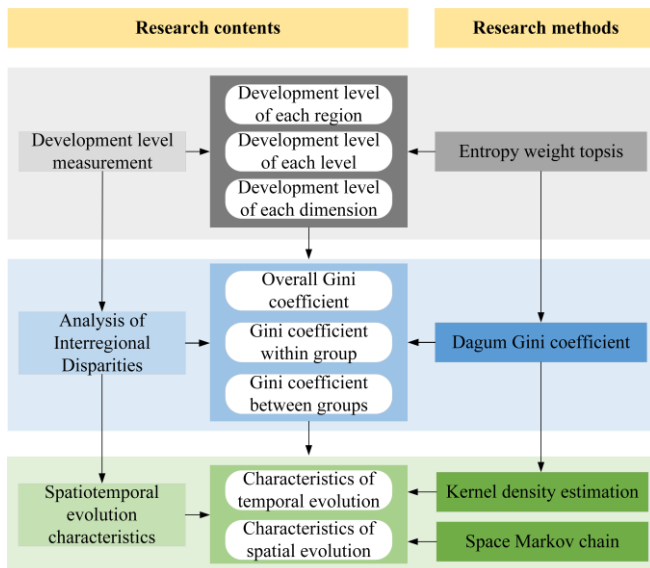 Research contents
Research methods
Development level
measurement
Development level
of each region
Development level
of each level
Development level
of each dimension
Entropy weight topsis
Analysis of
Interregional
Disparities
Overall Gini
coefficient
Gini coefficient
within group
Gini coefficient
between groups
Dagum Gini coefficient
Spatiotemporal
evolution
characteristics
Characteristics of
temporal evolution
Characteristics of
spatial evolution
Kernel density estimation
Space Markov chain